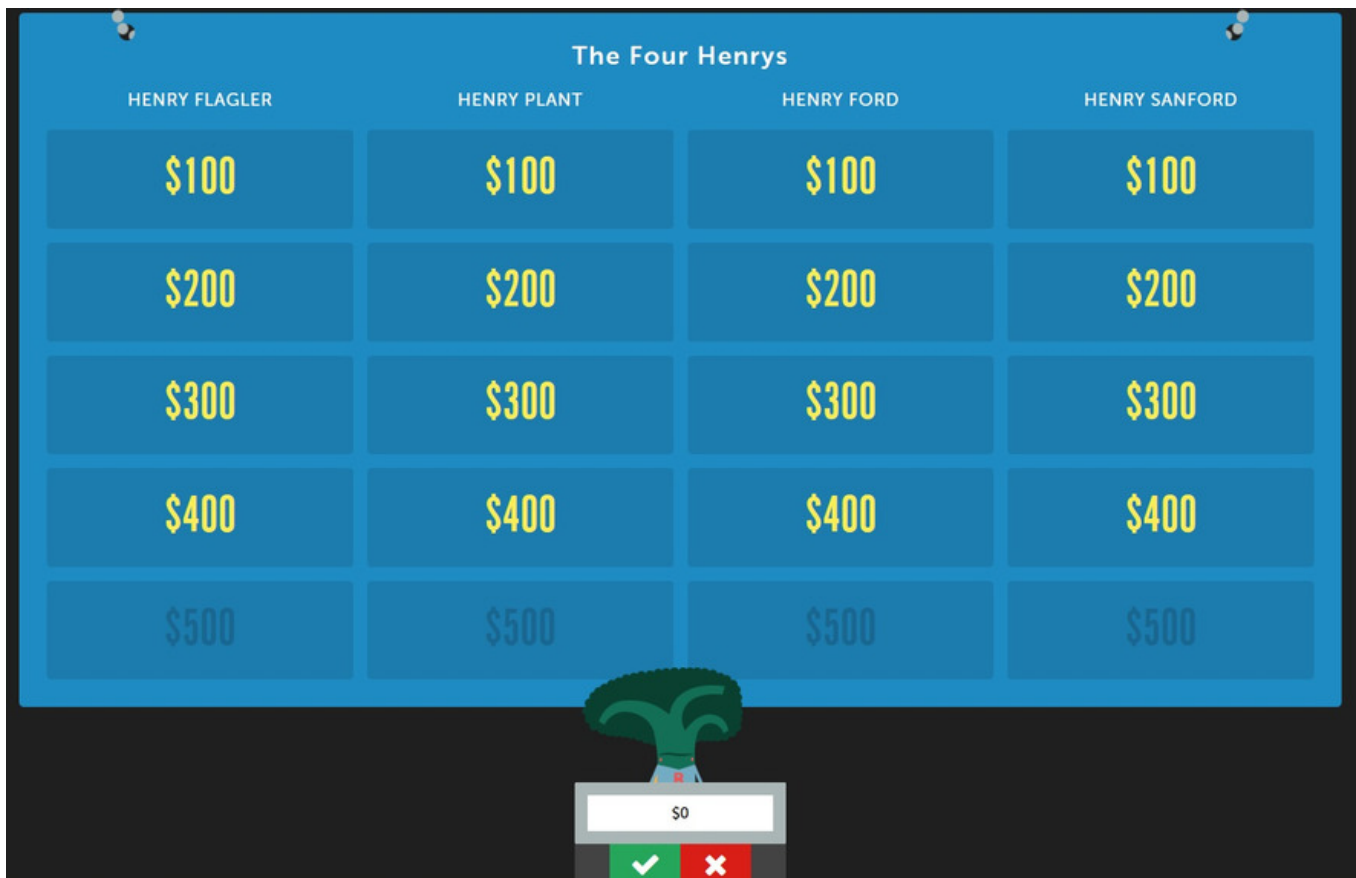 The Four Henrys
HENRY FLAGLER HENRY PLANT HENRY FORD HENRY SANFORD
$100 $100 $100 $100
$200 $200 $200 $200
$300 $300 $300 $300
$400 $400 $400 $400
$500 $500 $500 $500
B
$0